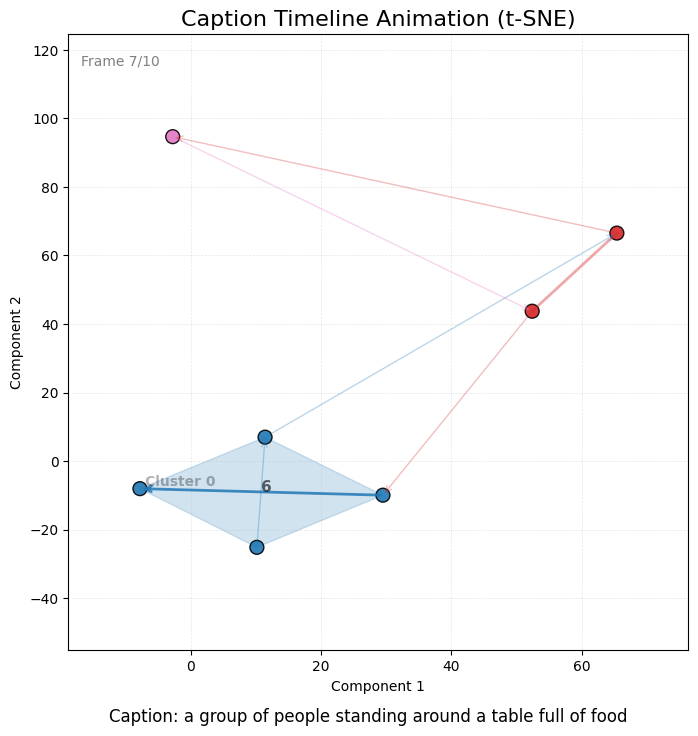 Caption Timeline Animation (t-SNE)
Frame 7/10
120
100
80
60
40
20
0
−20
−40
Component 2
Cluster 0
6
0
20
40
60
Component 1
Caption: a group of people standing around a table full of food